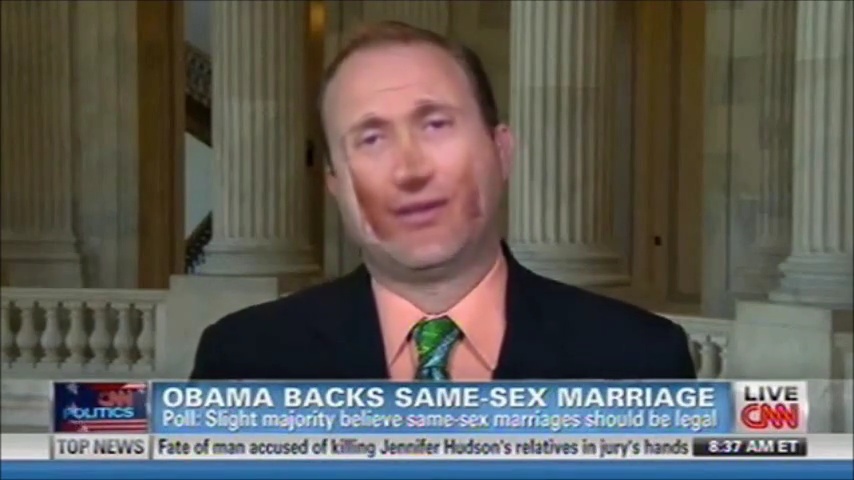 CNN
POLITICS
OBAMA BACKS SAME-SEX MARRIAGE
Poll: Slight majority believe same-sex marriages should be legal
LIVE
CNN
TOP NEWS
Fate of man accused of killing Jennifer Hudson's relatives in jury's hands
8:37 AM ET